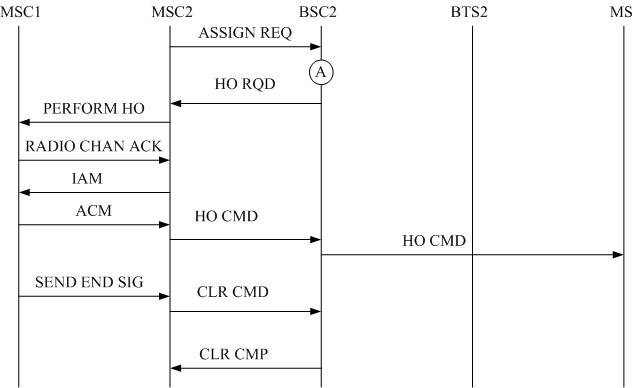 MSC1 MSC2 BSC2 BTS2 MS
ASSIGN REQ
A
HO RQD
PERFORM HO
RADIO CHAN ACK
IAM
ACM
HO CMD
HO CMD
SEND END SIG
CLR CMD
CLR CMP